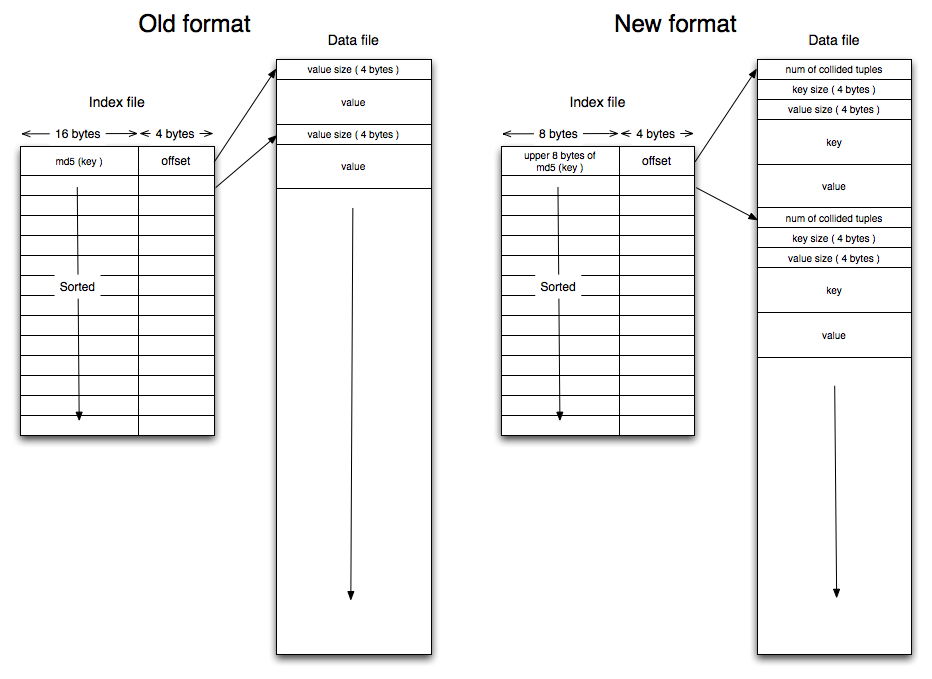 Old format
Data file
value size ( 4 bytes )
value
value size ( 4 bytes )
value
Index file
16 bytes
4 bytes
md5 (key )
offset
Sorted
New format
Data file
num of collided tuples
key size ( 4 bytes )
value size ( 4 bytes )
key
value
num of collided tuples
key size ( 4 bytes )
value size ( 4 bytes )
key
value
Index file
8 bytes
4 bytes
upper 8 bytes of
md5 (key )
offset
Sorted